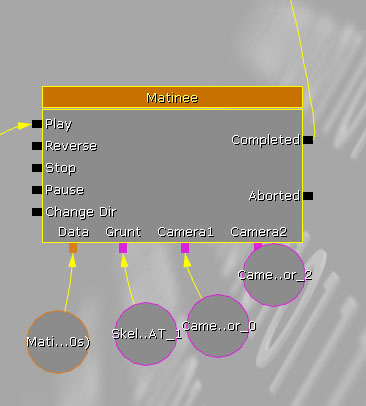 Matinee
Play
Completed
Reverse
Stop
Pause
Aborted
Change Dir
Data Grunt Camera1 Camera2
Came...or_2
Mati...0s)
Skel...AT_1
Came...or_0